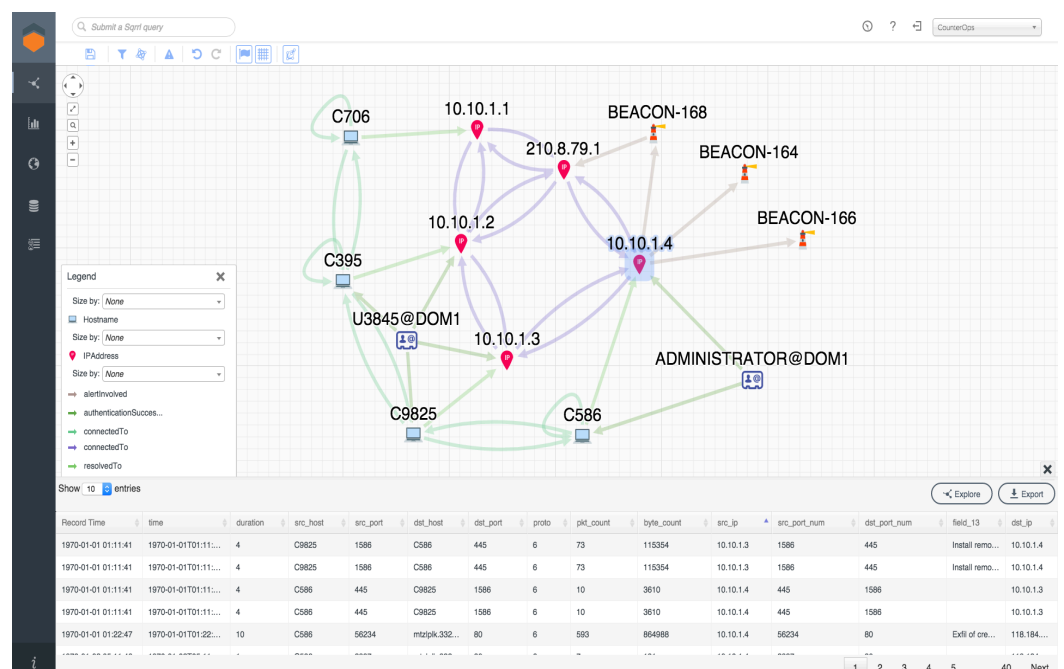 Submit a Sqrrl query
?
CounterOps
C706
10.10.1.1
BEACON-168
210.8.79.1
BEACON-164
10.10.1.2
BEACON-166
10.10.1.4
C395
U3845@DOM1
10.10.1.3
ADMINISTRATOR@DOM1
C9825
C586
IP
IP
IP
IP
IP
Legend
Size by: None
Hostname
Size by: None
IPAddress
Size by: None
alertInvolved
authenticationSucces...
connectedTo
connectedTo
resolvedTo
Show 10 entries
Explore
Export
Record Time time duration src_host src_port dst_host dst_port proto pkt_count byte_count src_ip src_port_num dst_port_num field_13 dst_ip
1970-01-01 01:11:41 1970-01-01T01:11:... 4 C9825 1586 C586 445 6 73 115354 10.10.1.3 1586 445 Install remo... 10.10.1.4
1970-01-01 01:11:41 1970-01-01T01:11:... 4 C9825 1586 C586 445 6 73 115354 10.10.1.3 1586 445 Install remo... 10.10.1.4
1970-01-01 01:11:41 1970-01-01T01:11:... 4 C586 445 C9825 1586 6 10 3610 10.10.1.4 445 1586 10.10.1.3
1970-01-01 01:11:41 1970-01-01T01:11:... 4 C586 445 C9825 1586 6 10 3610 10.10.1.4 445 1586 10.10.1.3
1970-01-01 01:22:47 1970-01-01T01:22:... 10 C586 56234 mtzlplk.332... 80 6 593 864988 10.10.1.4 56234 80 Exfil of cre... 118.184....
1 2 3 4 5 ... 40 Next
i